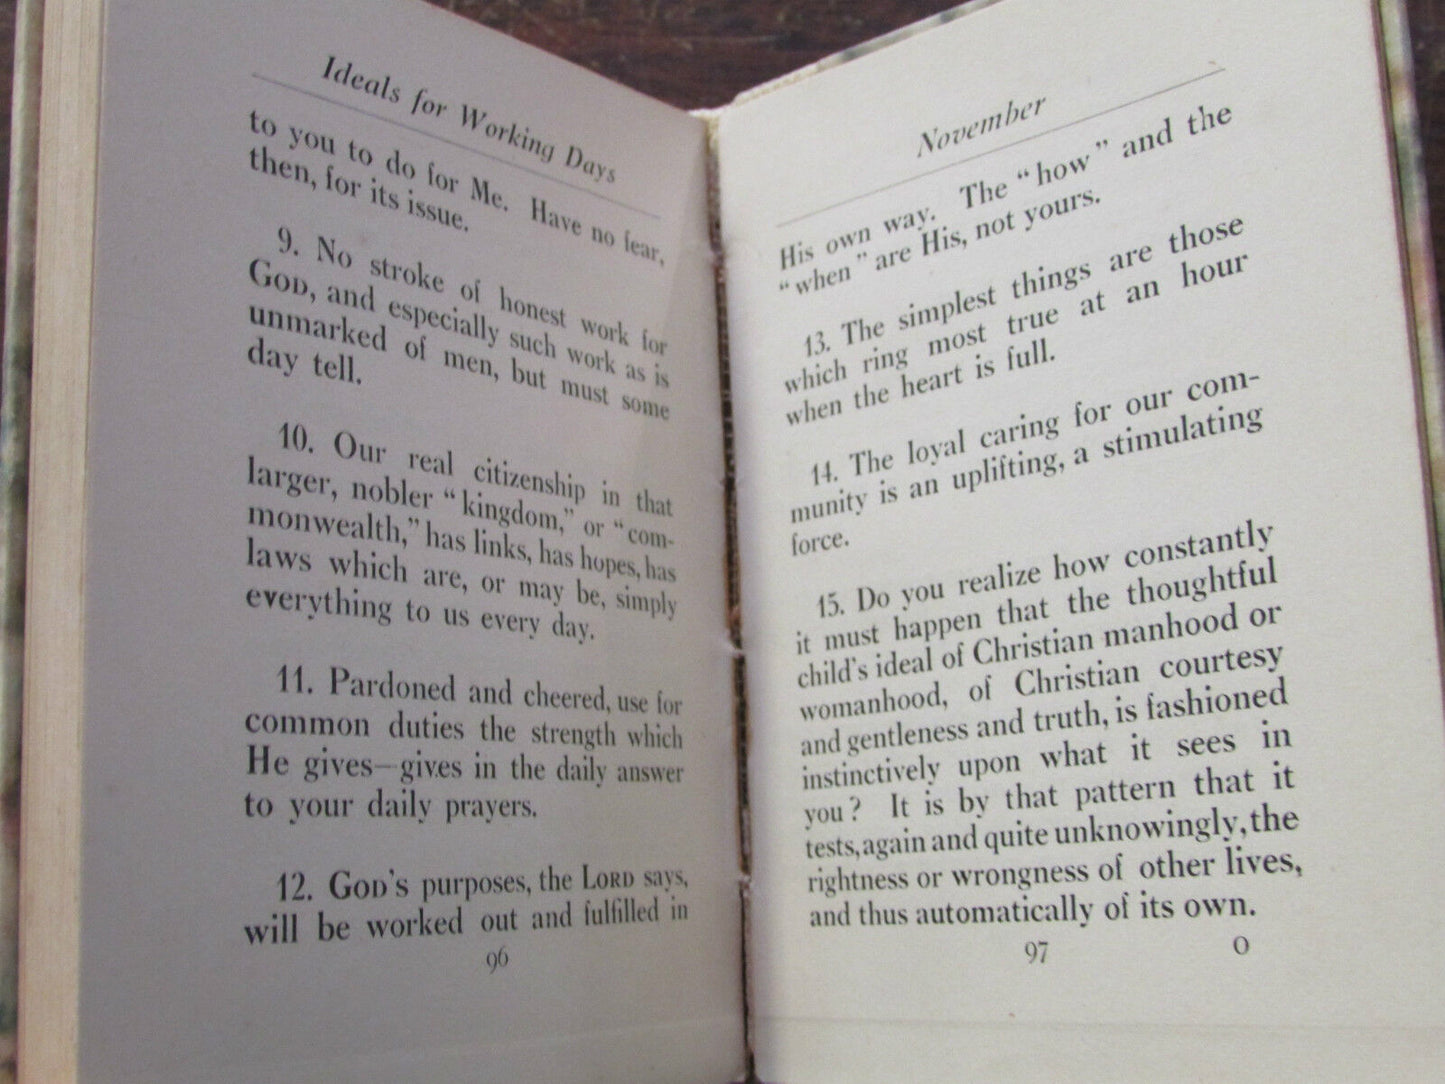 Ideals for Working Days
to you to do for Me. Have no fear,
then, for its issue.
9. No stroke of honest work for
GOD, and especially such work as is
unmarked of men, but must some
day tell.
10. Our real citizenship in that
larger, nobler “kingdom,” or “com-
monwealth,” has links, has hopes, has
laws which are, or may be, simply
everything to us every day.
11. Pardoned and cheered, use for
common duties the strength which
He gives—gives in the daily answer
to your daily prayers.
12. GOD’S purposes, the LORD says,
will be worked out and fulfilled in
96
November
His own way. The “how” and the
“when” are His, not yours.
13. The simplest things are those
which ring most true at an hour
when the heart is full.
14. The loyal caring for our com-
munity is an uplifting, a stimulating
force.
15. Do you realize how constantly
it must happen that the thoughtful
child’s ideal of Christian manhood or
womanhood, of Christian courtesy
and gentleness and truth, is fashioned
instinctively upon what it sees in
you? It is by that pattern that it
tests, again and quite unknowingly, the
rightness or wrongness of other lives,
and thus automatically of its own.
97 O